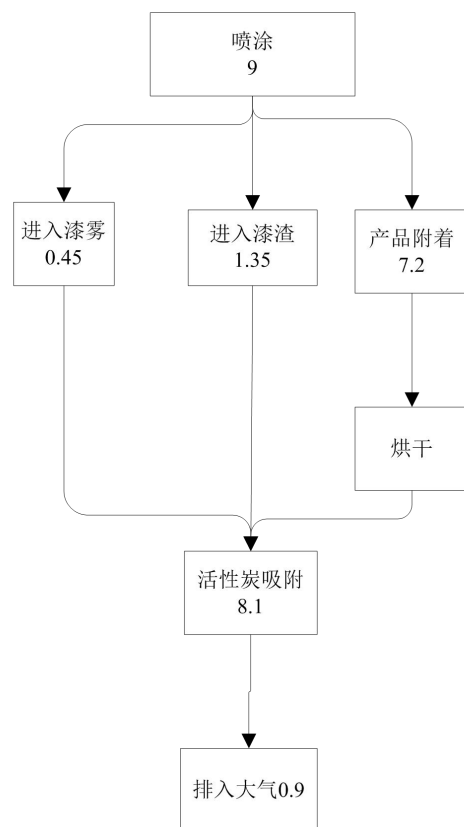 喷涂
9
进入漆雾
0.45
进入漆渣
1.35
产品附着
7.2
烘干
活性炭吸附
8.1
排入大气0.9